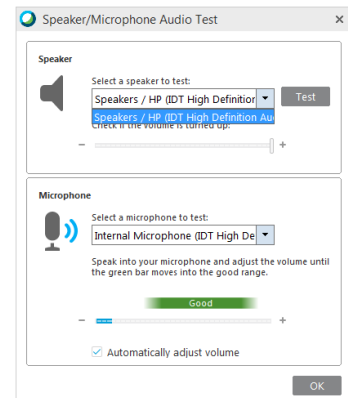 Speaker/Microphone Audio Test
Speaker
Select a speaker to test:
Speakers / HP (IDT High Definitior
Test
Speakers / HP (IDT High Definition Au
Check if the volume is turned up:
- +
Microphone
Select a microphone to test:
Internal Microphone (IDT High De
Speak into your microphone and adjust the volume until
the green bar moves into the good range.
Good
- +
Automatically adjust volume
OK